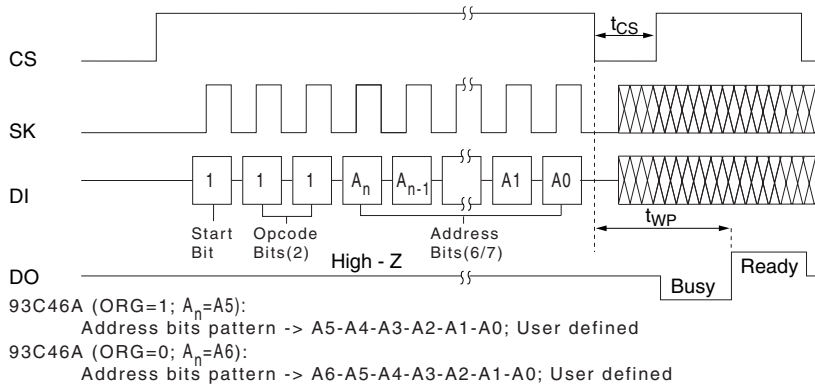 CS
tCS
SK
DI
1 1 1 An An-1 A1 A0
Start Bit
Opcode Bits(2)
Address Bits(6/7)
tWP
High - Z
DO
Busy
Ready
93C46A (ORG=1; An=A5):
Address bits pattern -> A5-A4-A3-A2-A1-A0; User defined
93C46A (ORG=0; An=A6):
Address bits pattern -> A6-A5-A4-A3-A2-A1-A0; User defined